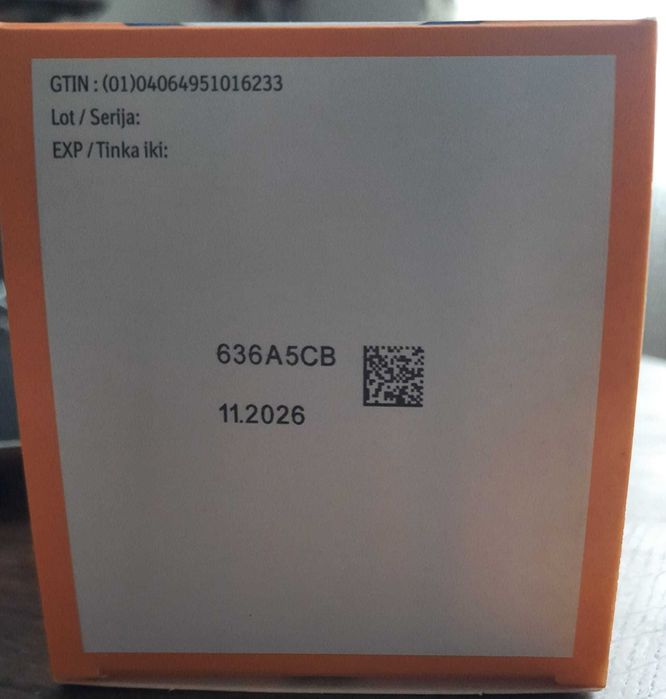 GTIN : (01)04064951016233
Lot / Serija:
EXP / Tinka iki:
636A5CB
11.2026